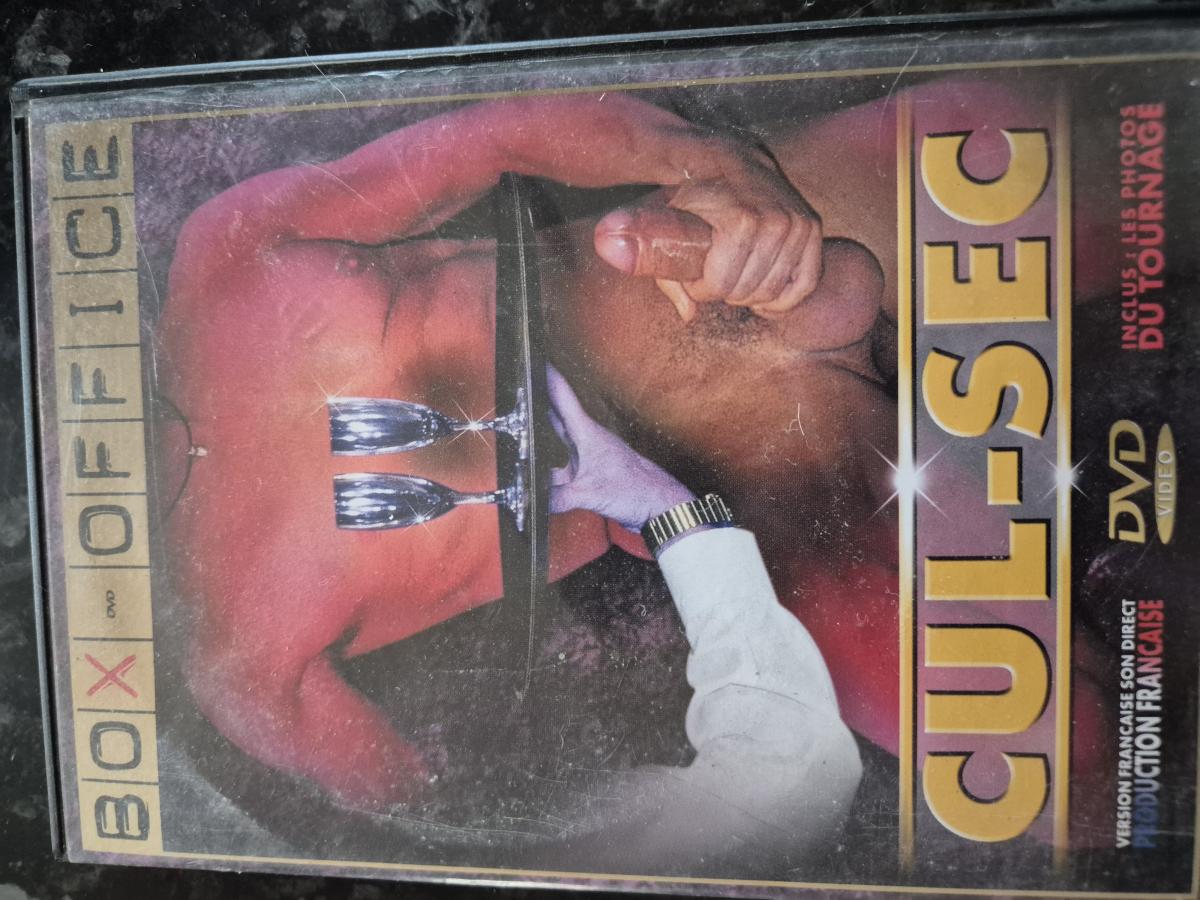 BOX DVD OFFICE
CUL-SEC
VERSION FRANCAISE SON DIRECT
PRODUCTION FRANCAISE
DVD
VIDEO
INCLUS : LES PHOTOS
DU TOURNAGE